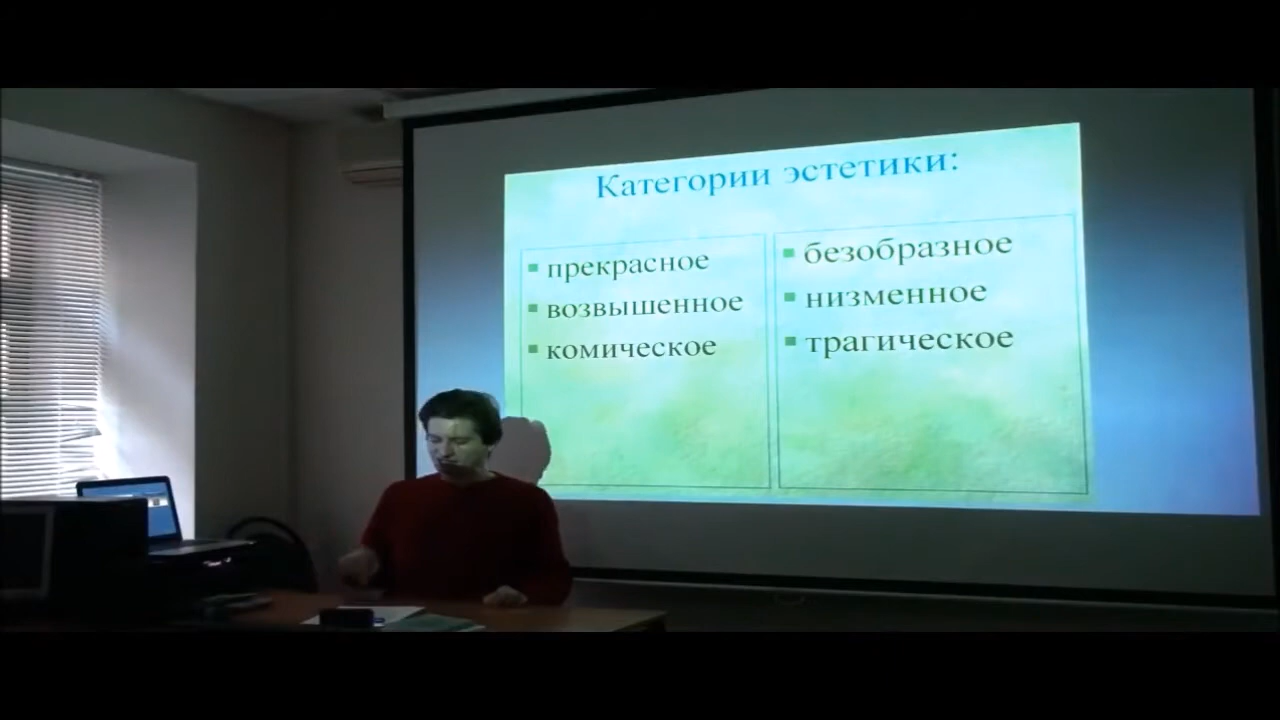 Категории эстетики:
прекрасное
возвышенное
комическое
безобразное
низменное
трагическое